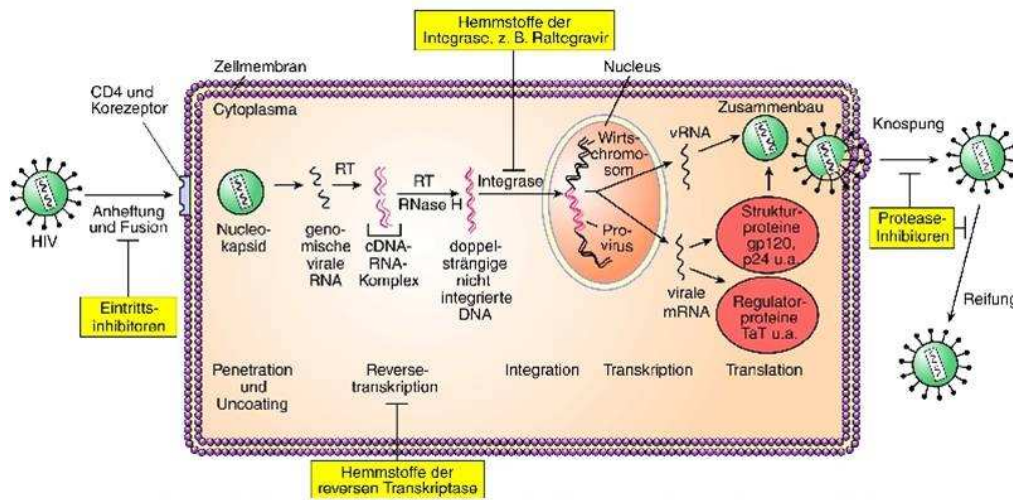 Hemmstoffe der
Integrase, z. B. Raltegravir
Zellmembran
Nucleus
CD4 und
Korezeptor
Cytoplasma
Zusammenbau
Wirts-
chromo-
som
vRNA
Knospung
RT
RT
RNase H
Integrase
HIV
Anheftung
und Fusion
Nucleo-
kapsid
geno-
mische
virale
RNA
cDNA-
RNA-
Komplex
doppel-
strängige
nicht
integrierte
DNA
Pro-
virus
virale
mRNA
Struktur-
proteine
gp120,
p24 u.a.
Protease-
Inhibitoren
Regulator-
proteine
TaT u.a.
Eintritts-
inhibitoren
Reifung
Penetration
und
Uncoating
Reverse-
transkription
Integration
Transkription
Translation
Hemmstoffe der
reversen Transkriptase